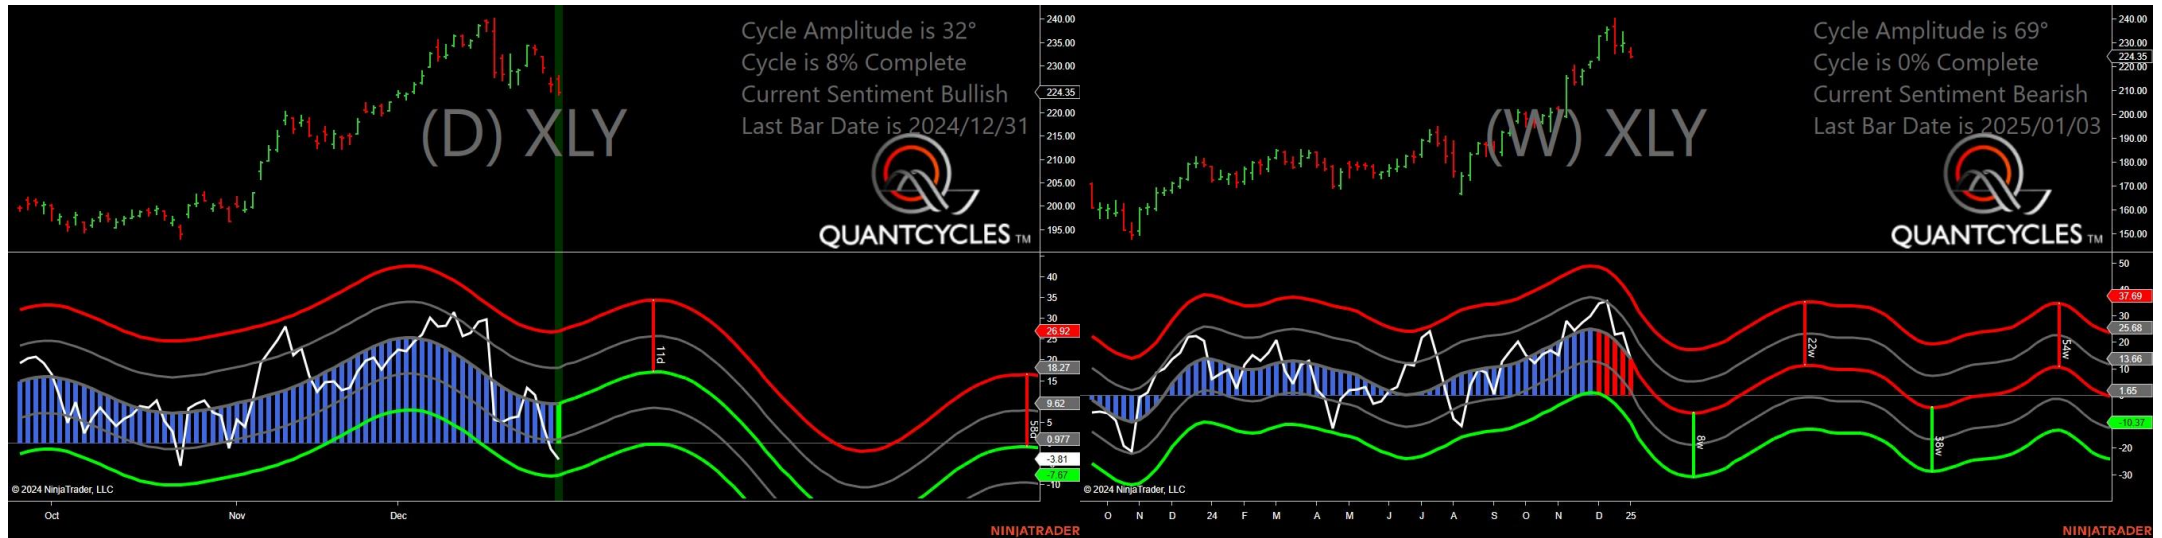 Cycle Amplitude is 32°
Cycle is 8% Complete
Current Sentiment Bullish
Last Bar Date is 2024/12/31
(D) XLY
QUANTCYCLES TM
240.00
235.00
230.00
224.35
220.00
215.00
210.00
205.00
200.00
195.00
40
35
30
26.92
20
18.27
15
9.62
5
0.977
-3.81
-7.67
-10
11d
58d
© 2024 NinjaTrader, LLC
Oct
Nov
Dec
NINJATRADER
Cycle Amplitude is 69°
Cycle is 0% Complete
Current Sentiment Bearish
Last Bar Date is 2025/01/03
(W) XLY
QUANTCYCLES TM
240.00
230.00
224.35
220.00
210.00
200.00
190.00
180.00
170.00
160.00
150.00
50
40
37.69
30
25.68
13.66
10
1.65
-10.37
-20
-30
8w
22w
38w
54w
© 2024 NinjaTrader, LLC
O N D 24 F M A M J J A S O N D 25
NINJATRADER